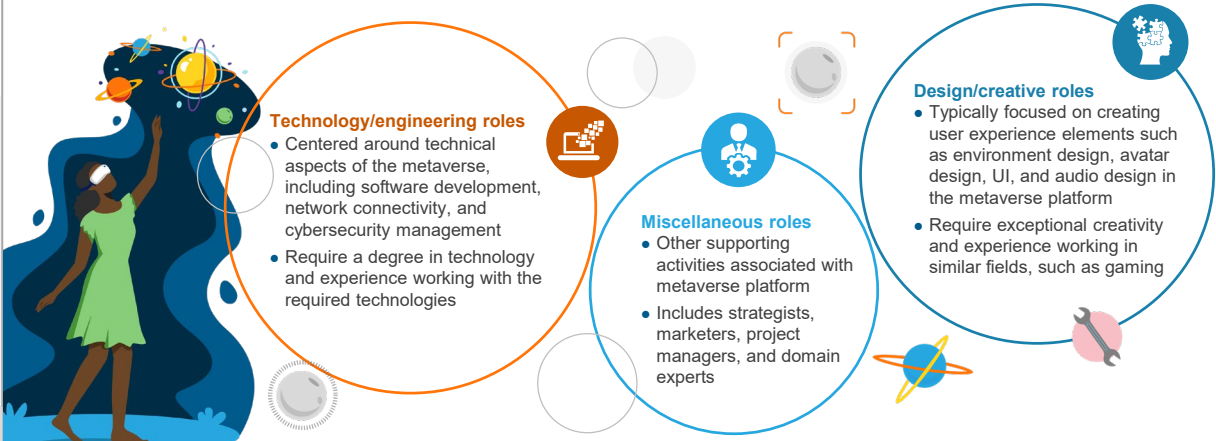 Technology/engineering roles
• Centered around technical
aspects of the metaverse,
including software development,
network connectivity, and
cybersecurity management
• Require a degree in technology
and experience working with the
required technologies
Miscellaneous roles
• Other supporting
activities associated with
metaverse platform
• Includes strategists,
marketers, project
managers, and domain
experts
Design/creative roles
• Typically focused on creating
user experience elements such
as environment design, avatar
design, UI, and audio design in
the metaverse platform
• Require exceptional creativity
and experience working in
similar fields, such as gaming